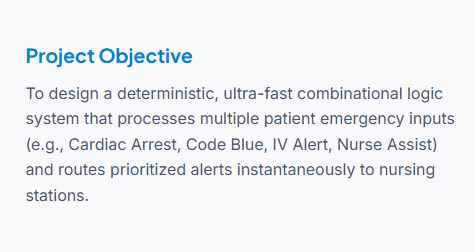 Project Objective
To design a deterministic, ultra-fast combinational logic
system that processes multiple patient emergency inputs
(e.g., Cardiac Arrest, Code Blue, IV Alert, Nurse Assist)
and routes prioritized alerts instantaneously to nursing
stations.